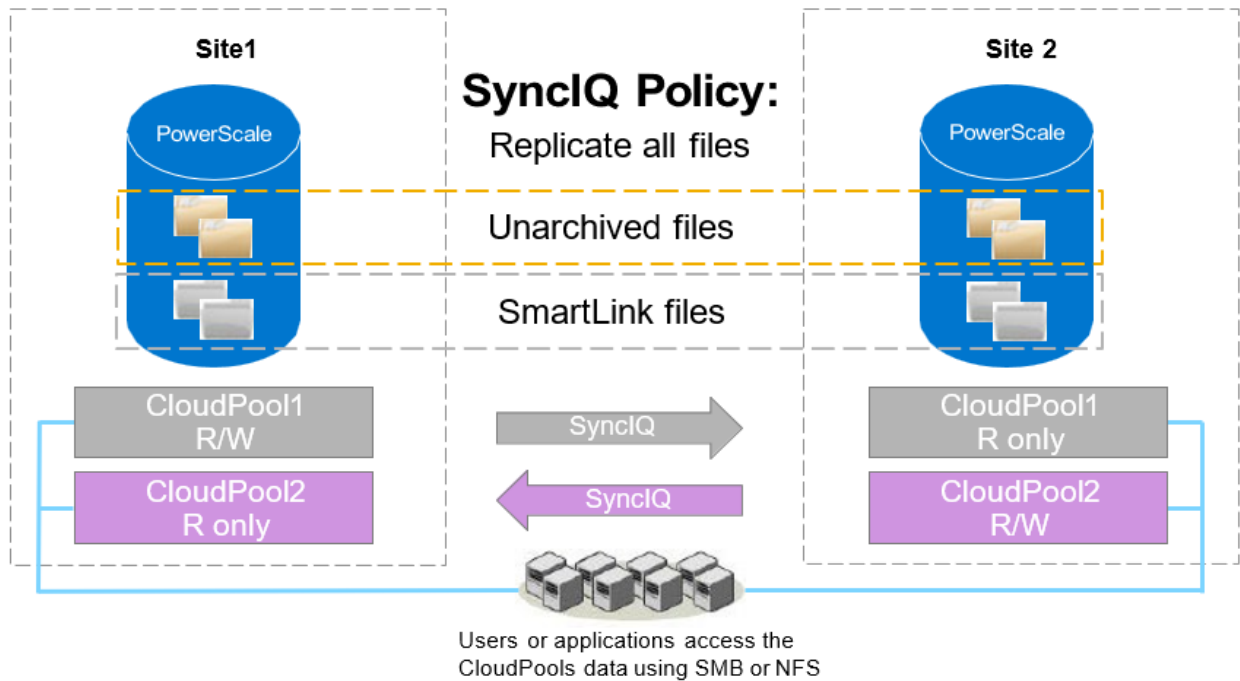 Site1
Site 2
SyncIQ Policy:
PowerScale
PowerScale
Replicate all files
Unarchived files
SmartLink files
CloudPool1
R/W
SyncIQ
CloudPool1
R only
CloudPool2
R only
SyncIQ
CloudPool2
R/W
Users or applications access the
CloudPools data using SMB or NFS